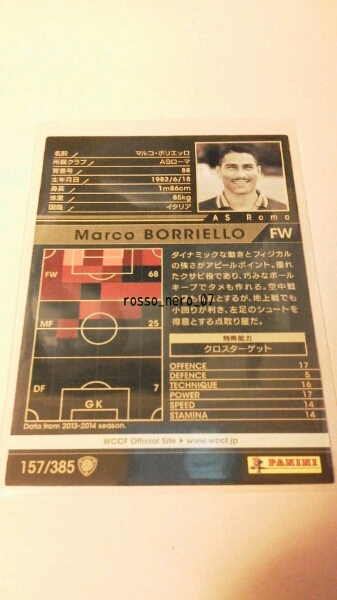 名前 マルコ・ボリエッロ
所属クラブ ASローマ
背番号 88
生年月日 1982/6/18
身長 1m86cm
体重 85kg
国籍 イタリア
AS Roma
Marco BORRIELLO FW
ダイナミックな動きとフィジカル
の強さがアピールポイント。優れ
たクサビ役であり、巧みなボール
キープでタメも作れる。空中戦
とするが、地上戦でも
小回りが利き、左足のシュートを
得意とする点取り屋だ。
FW 68
MF 25
DF 7
GK
rosso_nero_07
特殊能力
クロスターゲット
OFFENCE 17
DEFENCE 5
TECHNIQUE 16
POWER 17
SPEED 14
STAMINA 14
Data from 2013-2014 season.
WCCF Official Site www.wccf.jp
157/385
PANINI